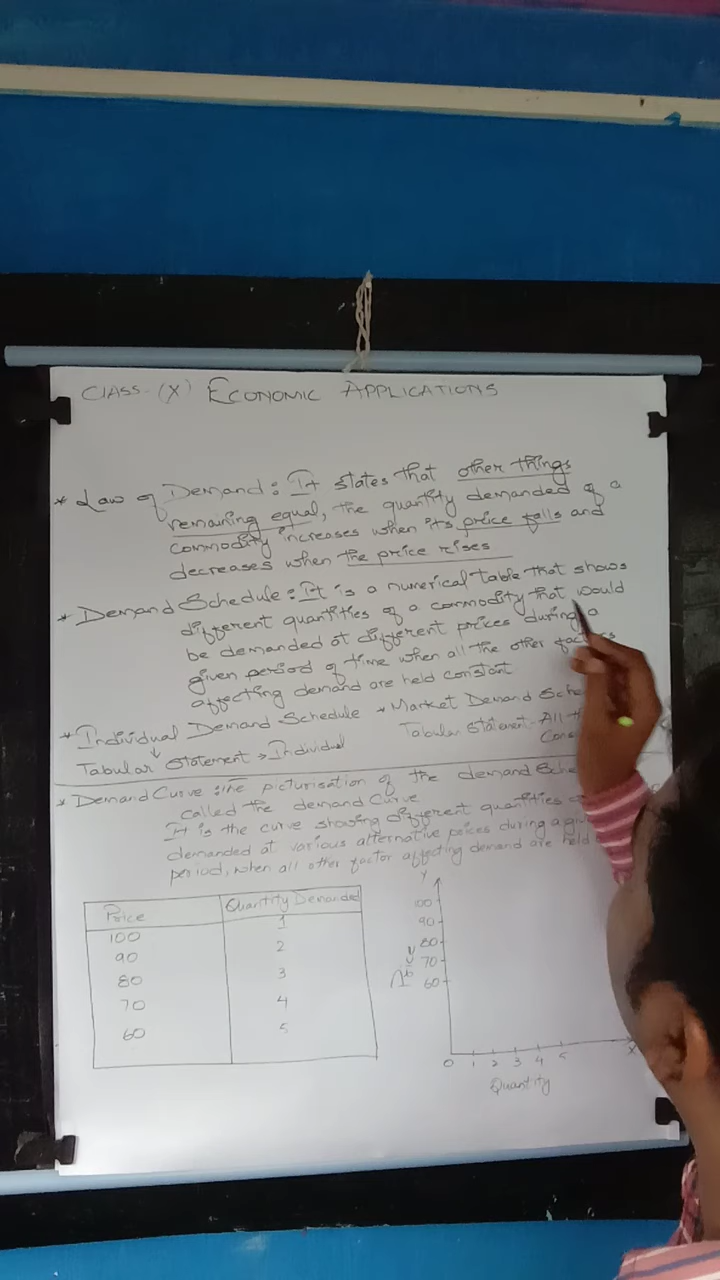 CLASS-(X) ECONOMIC APPLICATIONS
* Law of Demand: It states that other things
remaining equal, the quantity demanded of a
commodity increases when its price falls and
decreases when the price rises
* Demand Schedule: It is a numerical table that shows
different quantities of a commodity that would
be demanded at different prices during a
given period of time when all the other factors
affecting demand are held constant
* Individual Demand Schedule * Market Demand Sche
Tabular Statement > Individual
Tabular Statement - All
Cons
* Demand Curve: The picturisation of the demand Sche
called the demand Curve
It is the curve showing different quantities
demanded at various alternative prices during a
period, when all other factor affecting demand are held
Price Quantity Demanded
100 1
90 2
80 3
70 4
60 5
Y
100
90
80
70
60
Price
0 1 2 3 4 5 X
Quantity